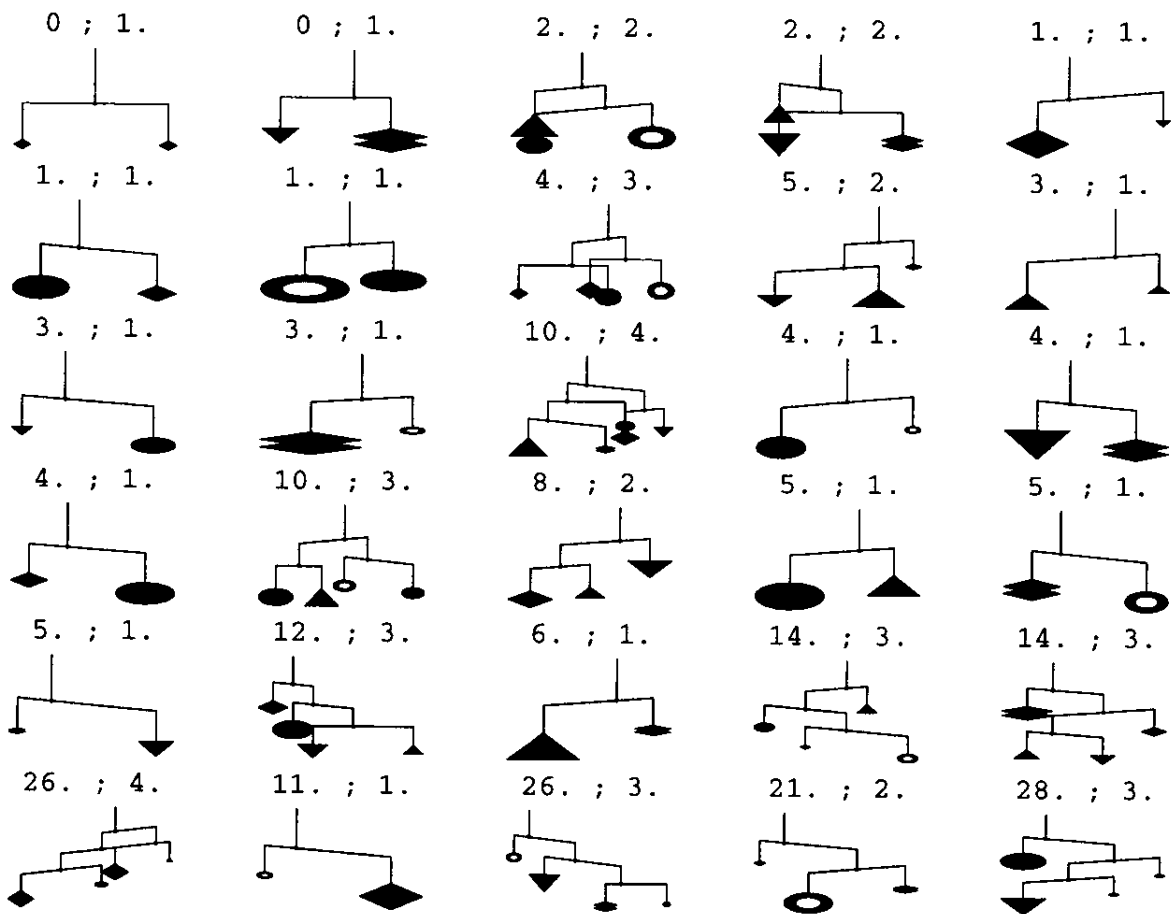 0 ; 1. 0 ; 1. 2. ; 2. 2. ; 2. 1. ; 1.
1. ; 1. 1. ; 1. 4. ; 3. 5. ; 2. 3. ; 1.
3. ; 1. 3. ; 1. 10. ; 4. 4. ; 1. 4. ; 1.
4. ; 1. 10. ; 3. 8. ; 2. 5. ; 1. 5. ; 1.
5. ; 1. 12. ; 3. 6. ; 1. 14. ; 3. 14. ; 3.
26. ; 4. 11. ; 1. 26. ; 3. 21. ; 2. 28. ; 3.